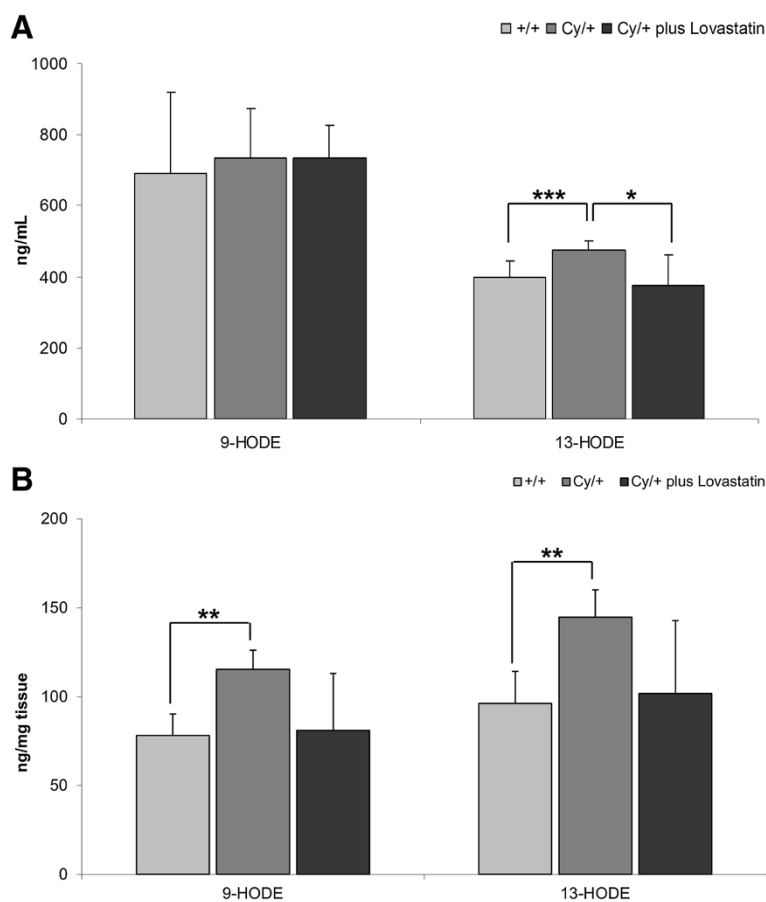 A
+/+ Cy/+ Cy/+ plus Lovastatin
1000
800
600
400
200
0
ng/mL
*** *
9-HODE 13-HODE
B
+/+ Cy/+ Cy/+ plus Lovastatin
200
150
100
50
0
ng/mg tissue
** **
9-HODE 13-HODE